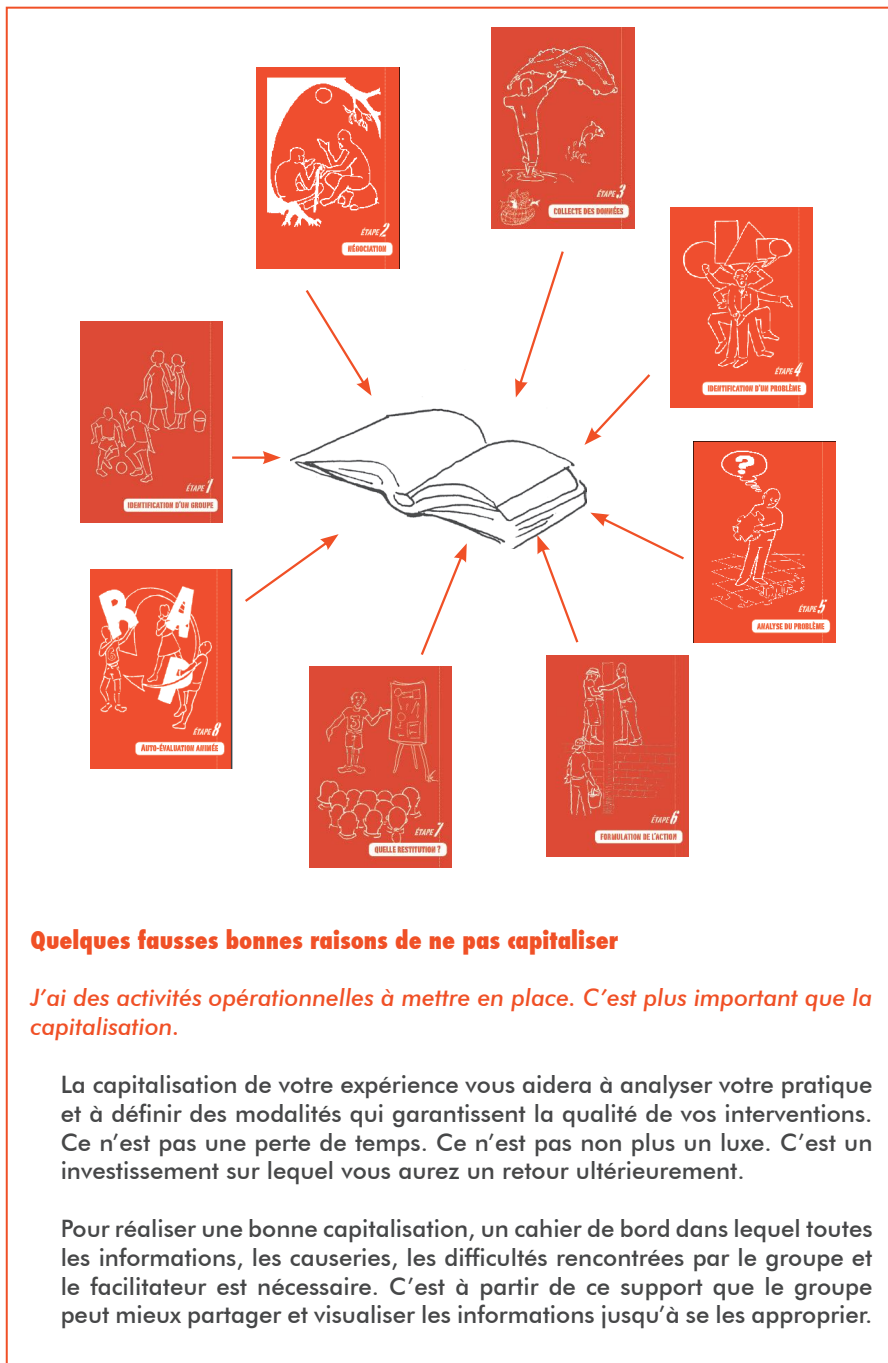 ÉTAPE 1
IDENTIFICATION D'UN GROUPE
ÉTAPE 2
NÉGOCIATION
ÉTAPE 3
COLLECTE DES DONNÉES
ÉTAPE 4
IDENTIFICATION D'UN PROBLÈME
?
ÉTAPE 5
ANALYSE DU PROBLÈME
ÉTAPE 6
FORMULATION DE L'ACTION
ÉTAPE 7
QUELLE RESTITUTION ?
R A P
ÉTAPE 8
AUTO-ÉVALUATION ANIMÉE
Quelques fausses bonnes raisons de ne pas capitaliser
J'ai des activités opérationnelles à mettre en place. C'est plus important que la
capitalisation.
La capitalisation de votre expérience vous aidera à analyser votre pratique
et à définir des modalités qui garantissent la qualité de vos interventions.
Ce n'est pas une perte de temps. Ce n'est pas non plus un luxe. C'est un
investissement sur lequel vous aurez un retour ultérieurement.
Pour réaliser une bonne capitalisation, un cahier de bord dans lequel toutes
les informations, les causeries, les difficultés rencontrées par le groupe et
le facilitateur est nécessaire. C'est à partir de ce support que le groupe
peut mieux partager et visualiser les informations jusqu'à se les approprier.